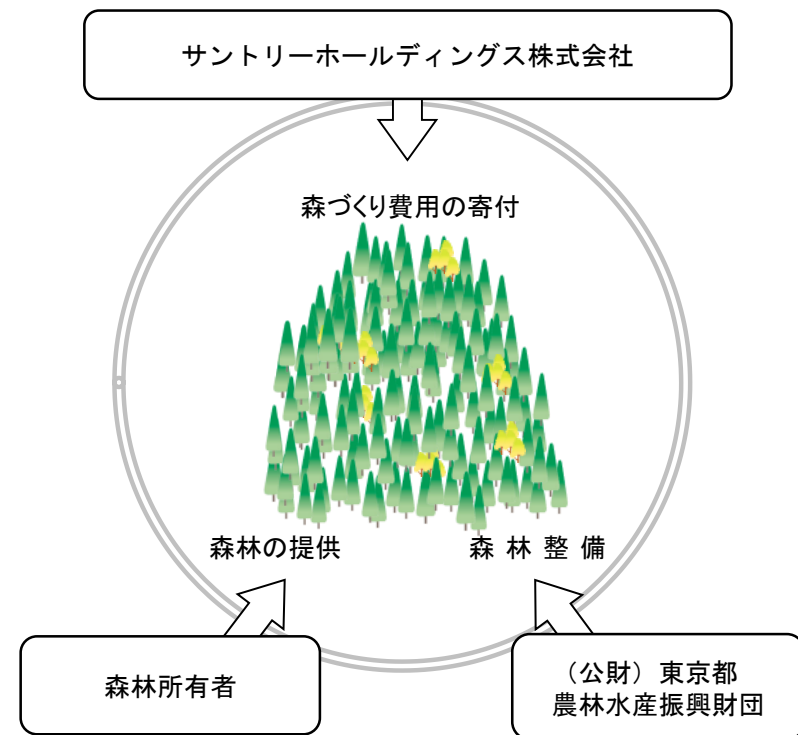 サントリーホールディングス株式会社
森づくり費用の寄付
森林の提供
森 林 整 備
森林所有者
（公財）東京都
農林水産振興財団